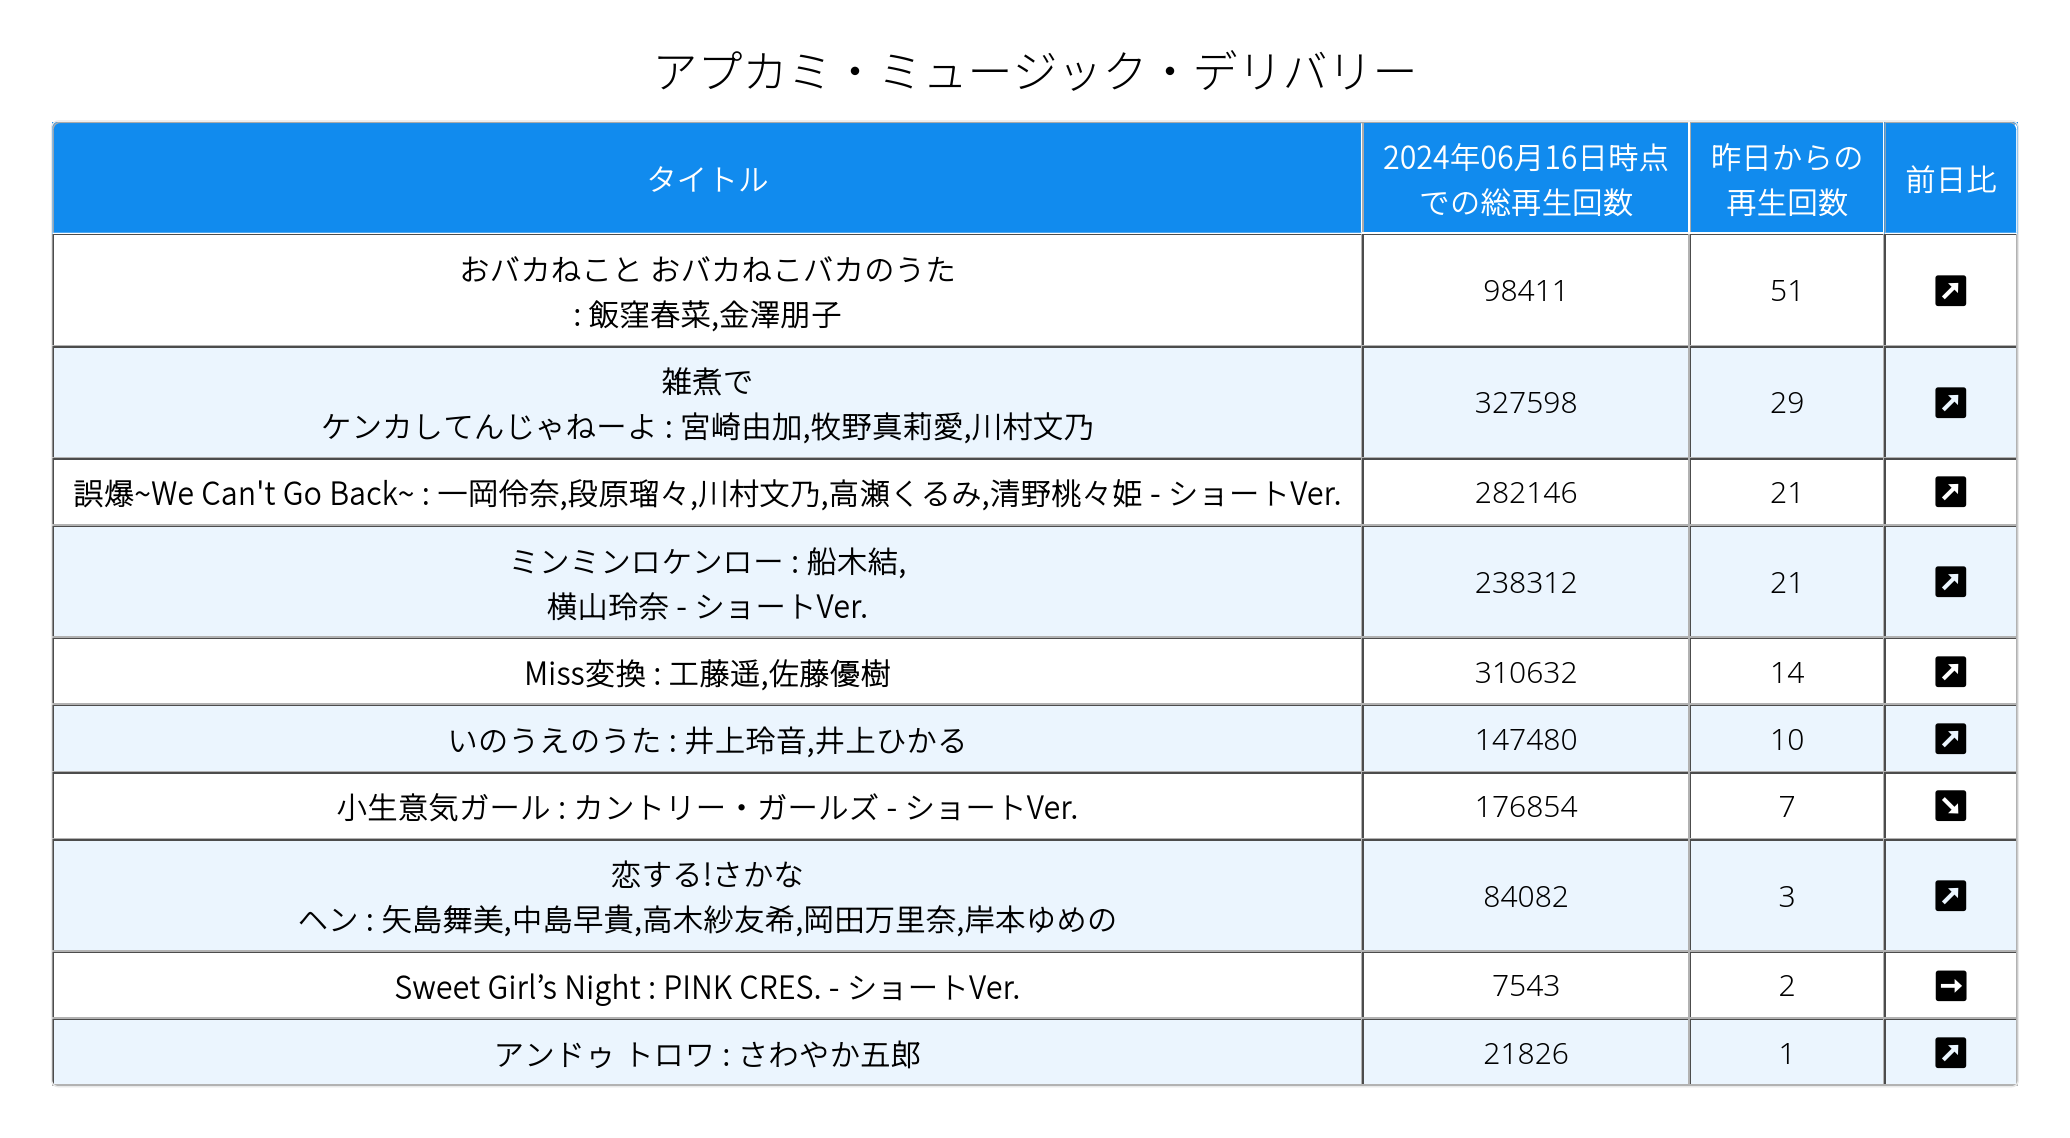 アプカミ・ミュージック・デリバリー
タイトル
2024年06月16日時点
での総再生回数
昨日からの
再生回数
前日比
おバカねこと おバカねこバカのうた
: 飯窪春菜,金澤朋子
98411
51
雑煮で
ケンカしてんじゃねーよ : 宮崎由加,牧野真莉愛,川村文乃
327598
29
誤爆~We Can't Go Back~ : 一岡伶奈,段原瑠々,川村文乃,高瀬くるみ,清野桃々姫 - ショートVer.
282146
21
ミンミンロケンロー : 船木結,
横山玲奈 - ショートVer.
238312
21
Miss変換 : 工藤遥,佐藤優樹
310632
14
いのうえのうた : 井上玲音,井上ひかる
147480
10
小生意気ガール : カントリー・ガールズ - ショートVer.
176854
7
恋する!さかな
ヘン : 矢島舞美,中島早貴,高木紗友希,岡田万里奈,岸本ゆめの
84082
3
Sweet Girl’s Night : PINK CRES. - ショートVer.
7543
2
アンドゥ トロワ : さわやか五郎
21826
1